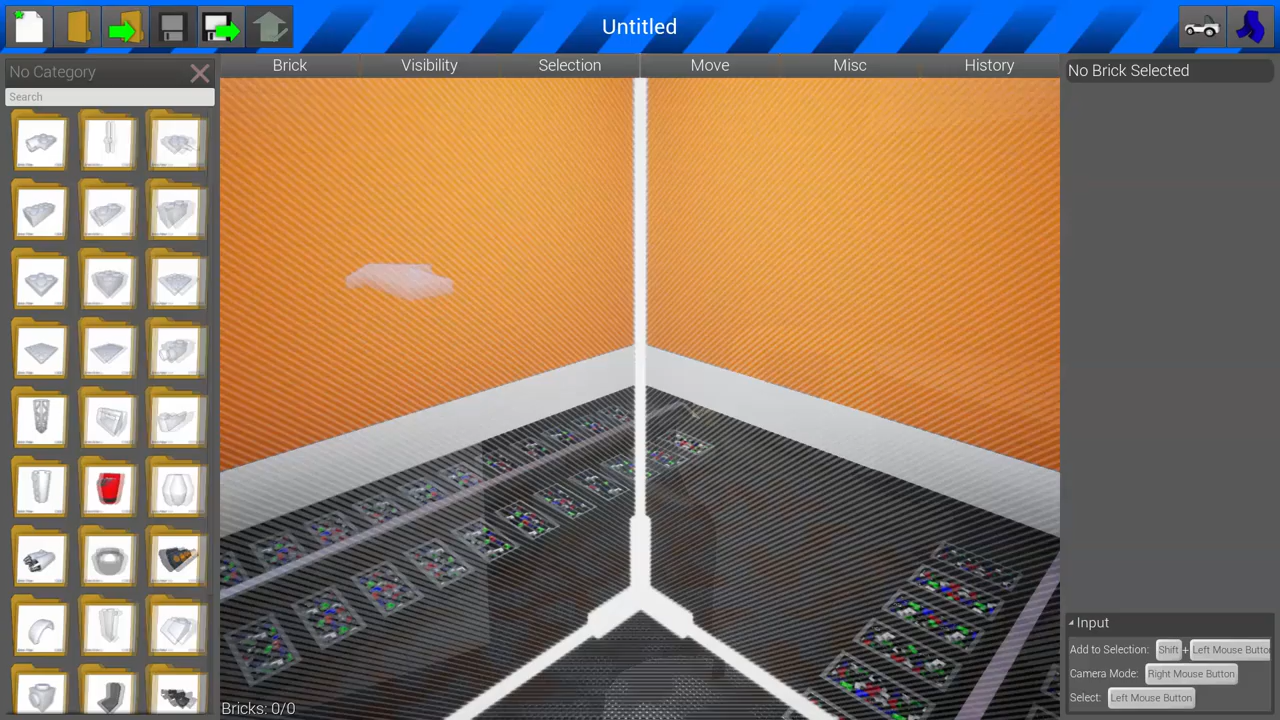 Untitled
No Category
Search
Brick
Visibility
Selection
Move
Misc
History
No Brick Selected
Input
Add to Selection: Shift + Left Mouse Butto
Camera Mode: Right Mouse Button
Select: Left Mouse Button
Bricks: 0/0